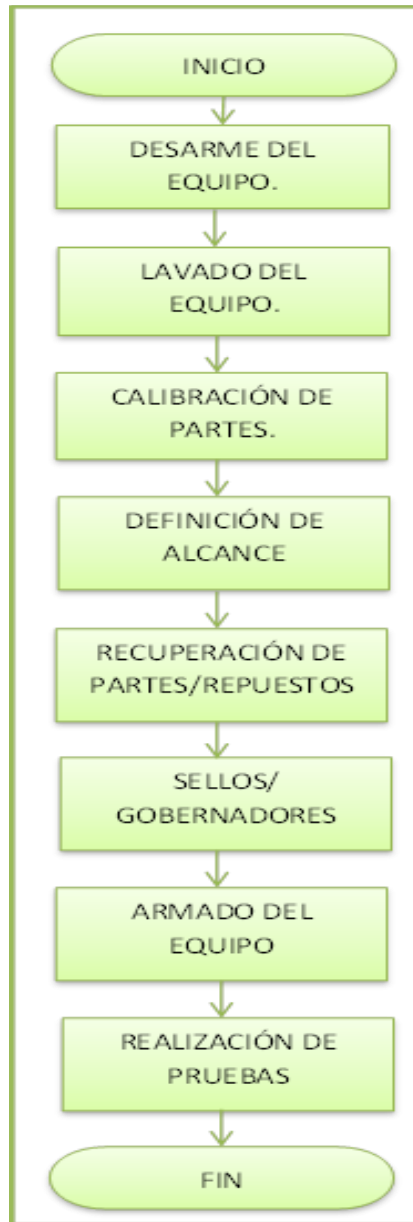 INICIO
DESARME DEL
EQUIPO.
LAVADO DEL
EQUIPO.
CALIBRACIÓN DE
PARTES.
DEFINICIÓN DE
ALCANCE
RECUPERACIÓN DE
PARTES/REPUESTOS
SELLOS/
GOBERNADORES
ARMADO DEL
EQUIPO
REALIZACIÓN DE
PRUEBAS
FIN